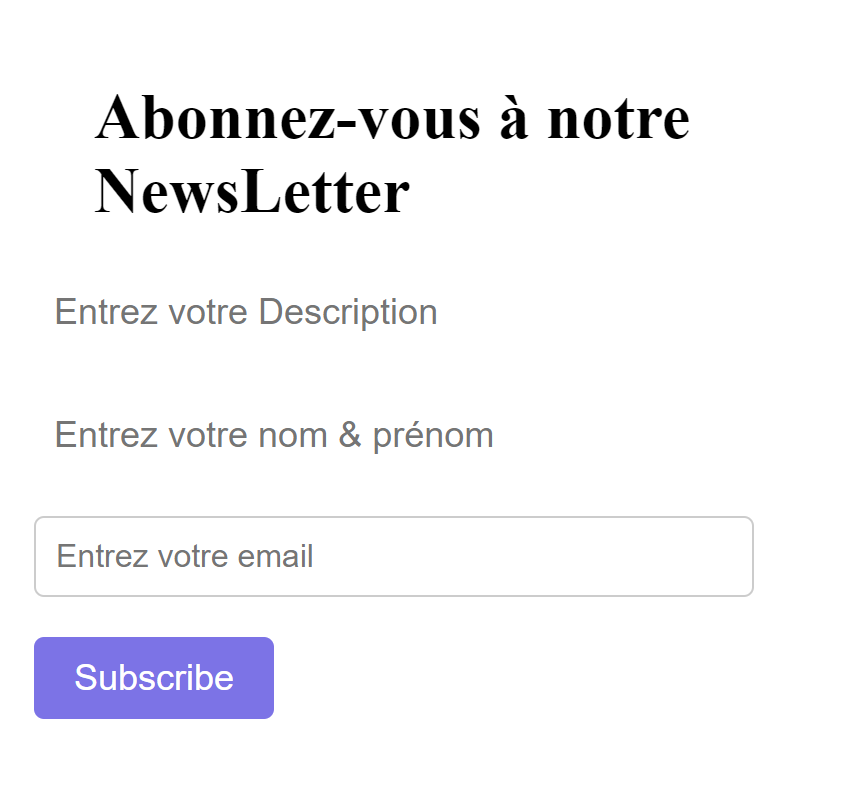 Abonnez-vous à notre
NewsLetter
Entrez votre Description
Entrez votre nom & prénom
Entrez votre email
Subscribe